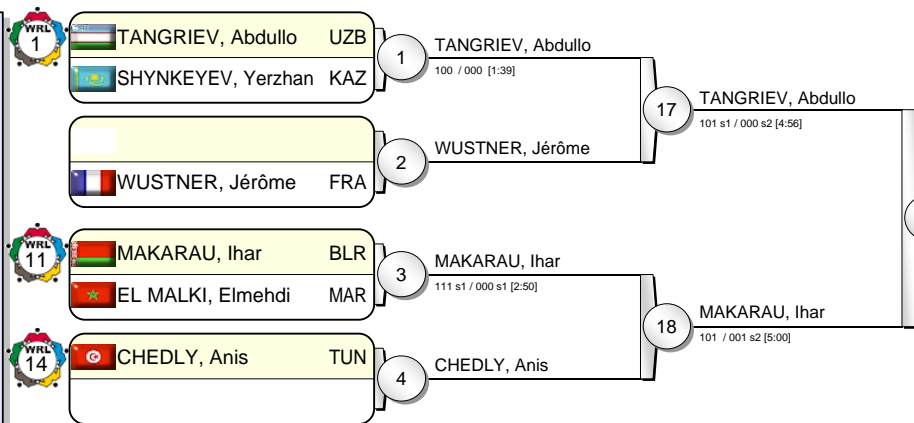 WRL
1
TANGRIEV, Abdullo UZB
SHYNKEYEV, Yerzhan KAZ
1
TANGRIEV, Abdullo
100 / 000 [1:39]
WUSTNER, Jérôme FRA
2
WUSTNER, Jérôme
17
TANGRIEV, Abdullo
101 s1 / 000 s2 [4:56]
WRL
11
MAKARAU, Ihar BLR
EL MALKI, Elmehdi MAR
3
MAKARAU, Ihar
111 s1 / 000 s1 [2:50]
WRL
14
CHEDLY, Anis TUN
4
CHEDLY, Anis
18
MAKARAU, Ihar
101 / 001 s2 [5:00]